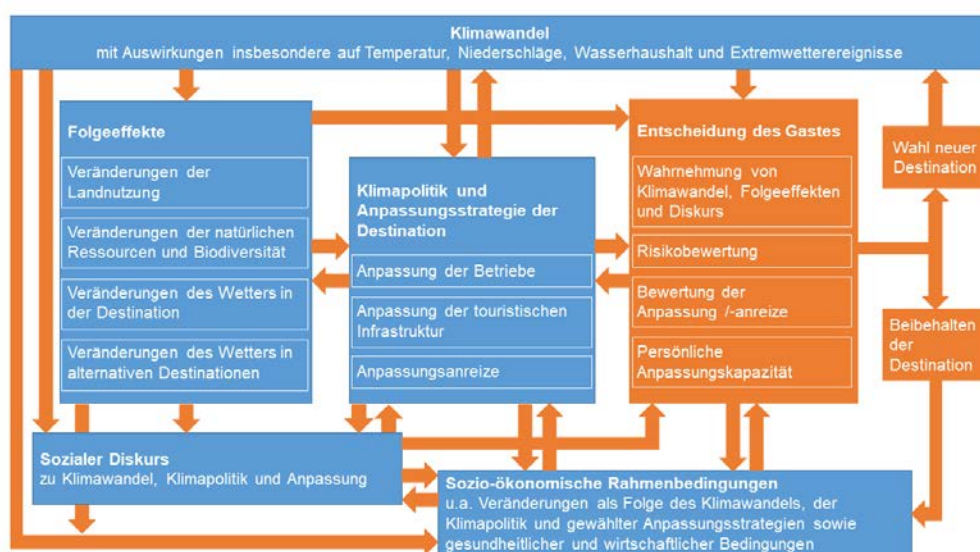 Klimawandel
mit Auswirkungen insbesondere auf Temperatur, Niederschläge, Wasserhaushalt und Extremwetterereignisse
Folgeeffekte
Veränderungen der
Landnutzung
Veränderungen der natürlichen
Ressourcen und Biodiversität
Veränderungen des Wetters in
der Destination
Veränderungen des Wetters in
alternativen Destinationen
Klimapolitik und
Anpassungsstrategie der
Destination
Anpassung der Betriebe
Anpassung der touristischen
Infrastruktur
Anpassungsanreize
Entscheidung des Gastes
Wahrnehmung von
Klimawandel, Folgeeffekten
und Diskurs
Risikobewertung
Bewertung der
Anpassung /-anreize
Persönliche
Anpassungskapazität
Wahl neuer
Destination
Beibehalten
der
Destination
Sozialer Diskurs
zu Klimawandel, Klimapolitik und Anpassung
Sozio-ökonomische Rahmenbedingungen
u.a. Veränderungen als Folge des Klimawandels, der
Klimapolitik und gewählter Anpassungsstrategien sowie
gesundheitlicher und wirtschaftlicher Bedingungen